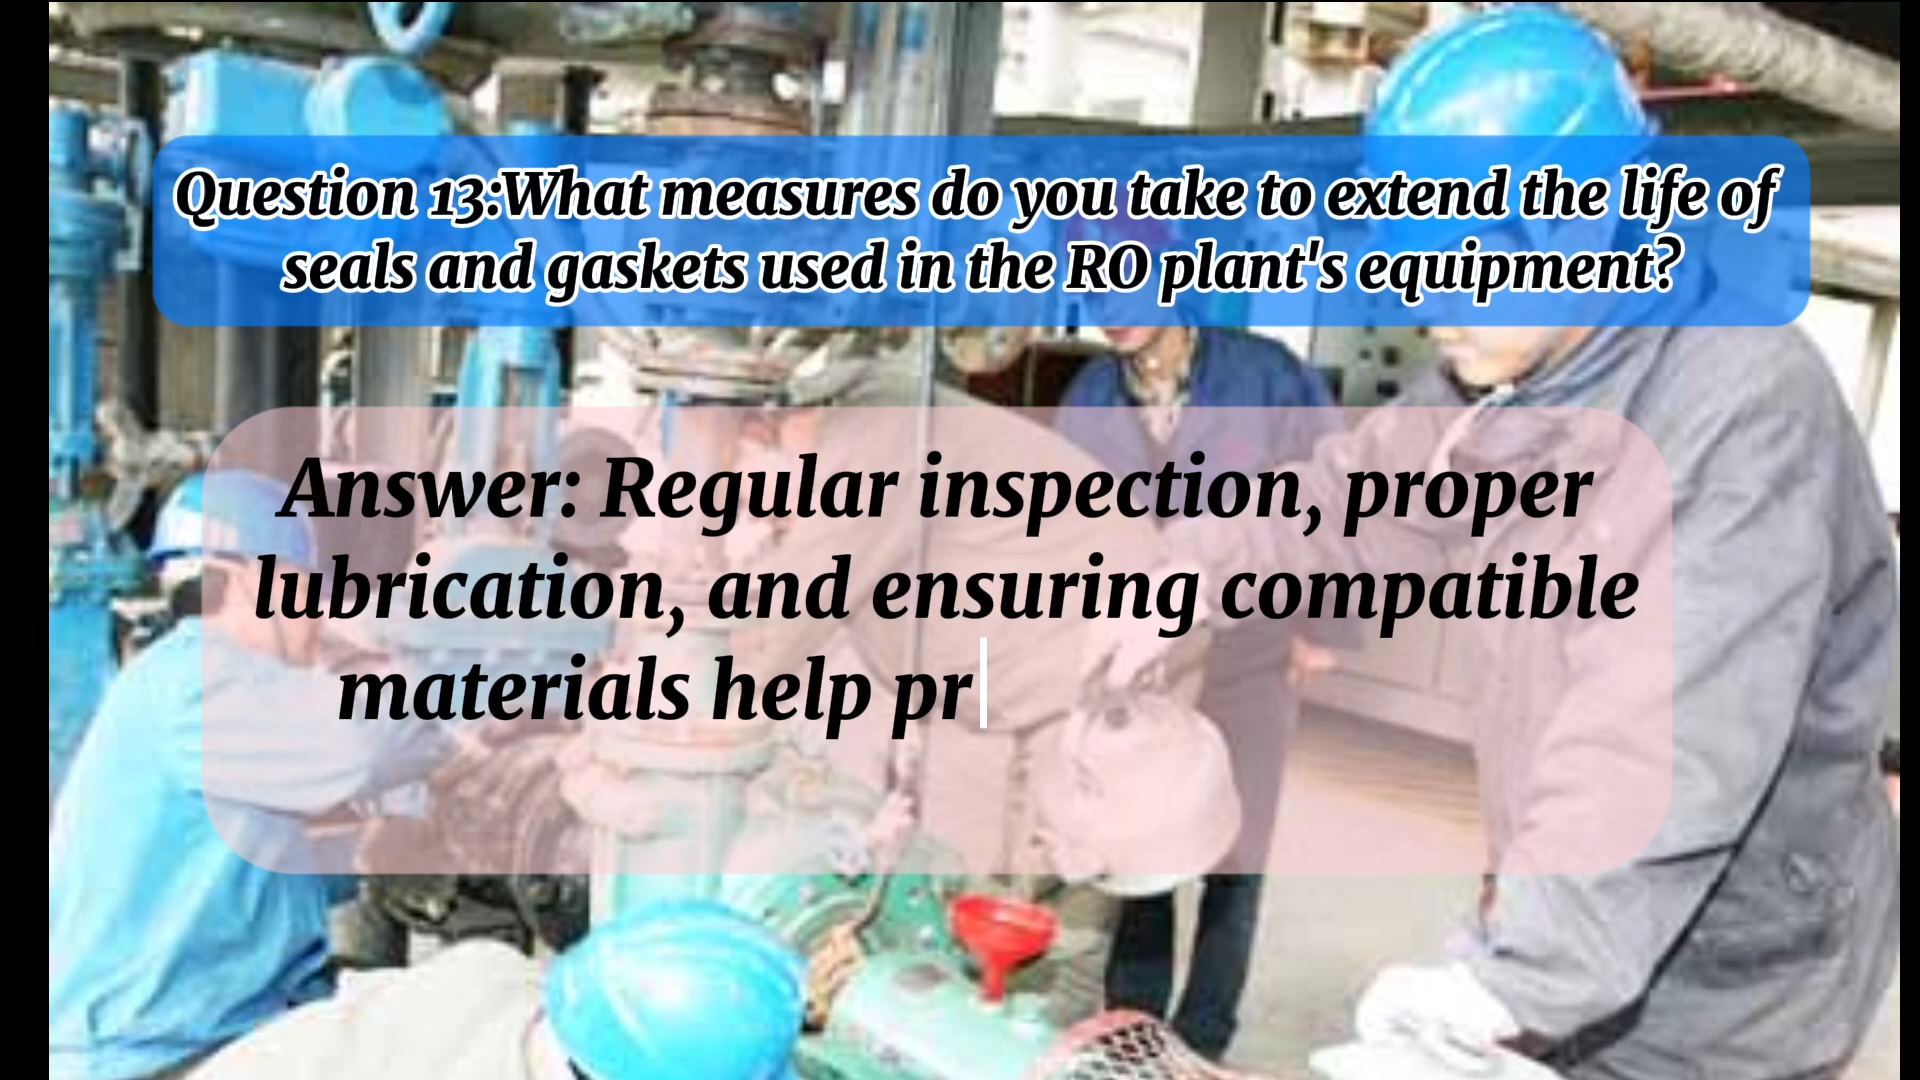 Question 13:What measures do you take to extend the life of
seals and gaskets used in the RO plant's equipment?
Answer: Regular inspection, proper
lubrication, and ensuring compatible
materials help pr